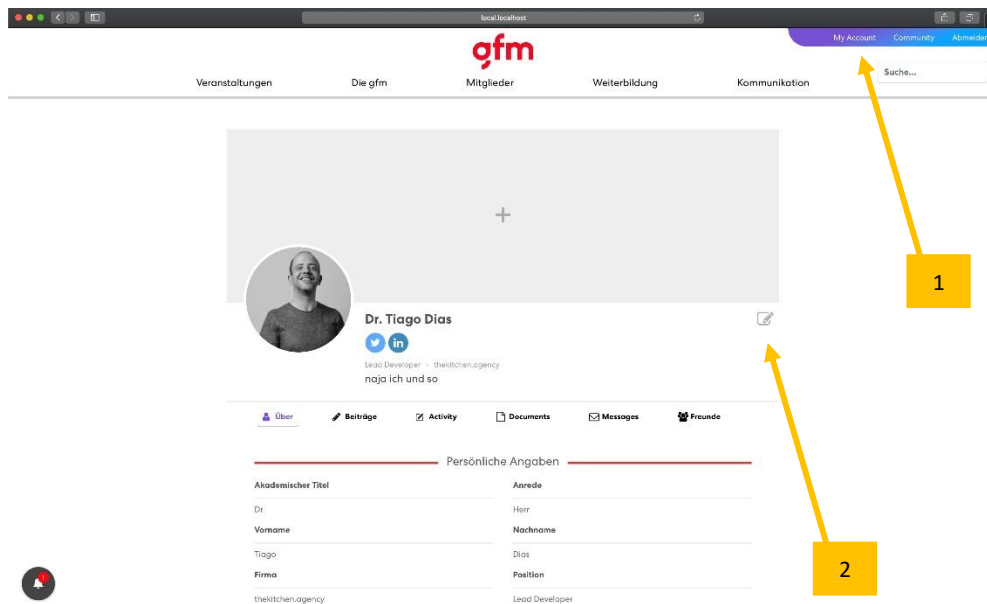 local.localhost
My Account Community Abmelden
gfm
Suche...
Veranstaltungen Die gfm Mitglieder Weiterbildung Kommunikation
1
Dr. Tiago Dias
in
Lead Developer · thekitchen.agency
naja ich und so
Über Beiträge Activity Documents Messages Freunde
Persönliche Angaben
Akademischer Titel Anrede
Dr. Herr
Vorname Nachname
Tiago Dias
2
Firma Position
thekitchen.agency Lead Developer
1